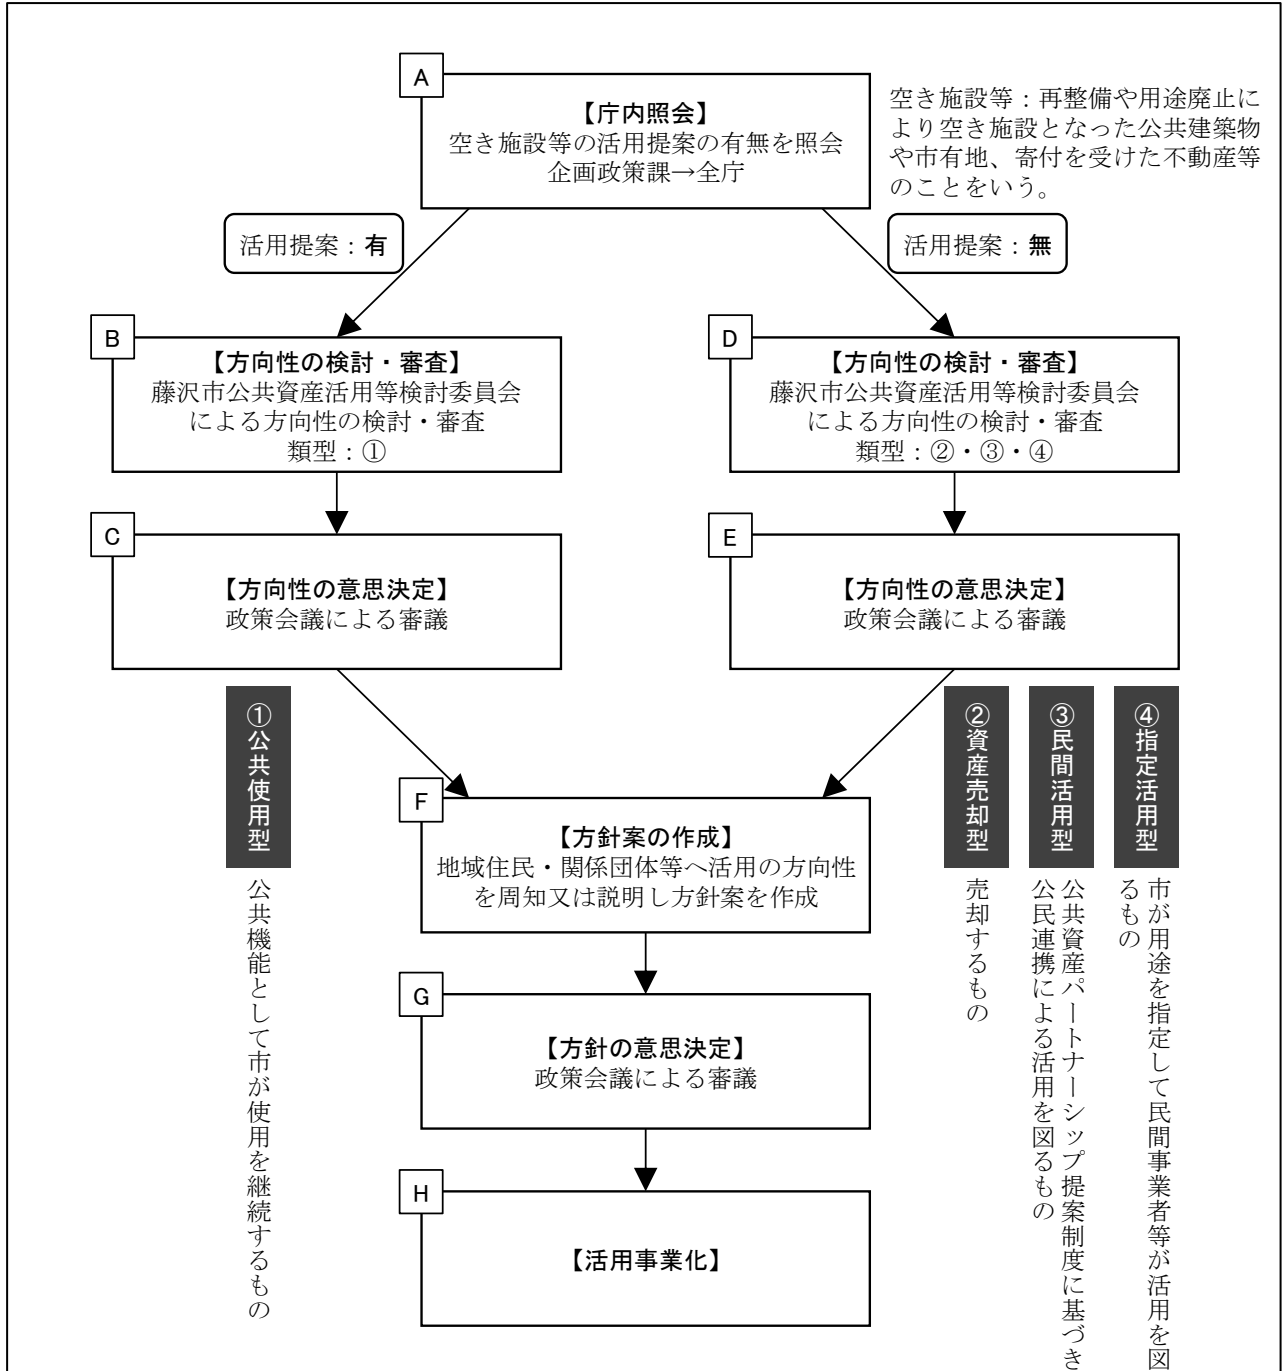 A
【庁内照会】
空き施設等の活用提案の有無を照会
企画政策課→全庁
空き施設等：再整備や用途廃止に
より空き施設となった公共建築物
や市有地、寄付を受けた不動産等
のことをいう。
活用提案：有
活用提案：無
B
【方向性の検討・審査】
藤沢市公共資産活用等検討委員会
による方向性の検討・審査
類型：①
D
【方向性の検討・審査】
藤沢市公共資産活用等検討委員会
による方向性の検討・審査
類型：②・③・④
C
【方向性の意思決定】
政策会議による審議
E
【方向性の意思決定】
政策会議による審議
①公共使用型
公共機能として市が使用を継続するもの
②資産売却型
売却するもの
③民間活用型
公共資産パートナーシップ提案制度に基づき
公民連携による活用を図るもの
④指定活用型
市が用途を指定して民間事業者等が活用を図
るもの
F
【方針案の作成】
地域住民・関係団体等へ活用の方向性
を周知又は説明し方針案を作成
G
【方針の意思決定】
政策会議による審議
H
【活用事業化】